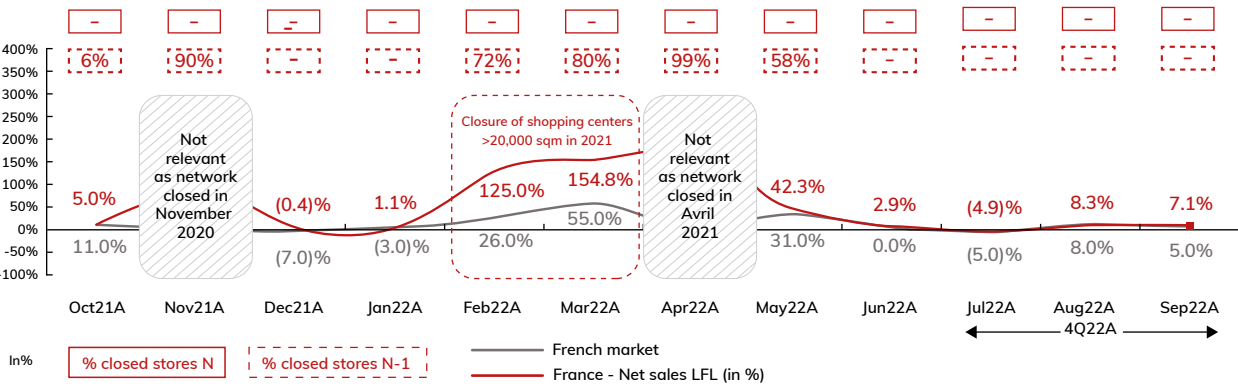 – – – – – – – – – – – –
400%
350%
300%
250%
200%
150%
100%
50%
0%
-50%
-100%
6% 90% – – 72% 80% 99% 58% – – – –
Closure of shopping centers
>20,000 sqm in 2021
Not
relevant
as network
closed in
November
2020
Not
relevant
as network
closed in
Avril
2021
5.0% (0.4)% 1.1% 125.0% 154.8% 42.3% 2.9% (4.9)% 8.3% 7.1%
11.0% (7.0)% (3.0)% 26.0% 55.0% 31.0% 0.0% (5.0)% 8.0% 5.0%
Oct21A Nov21A Dec21A Jan22A Feb22A Mar22A Apr22A May22A Jun22A Jul22A Aug22A Sep22A
4Q22A
In%
% closed stores N
% closed stores N-1
French market
France - Net sales LFL (in %)